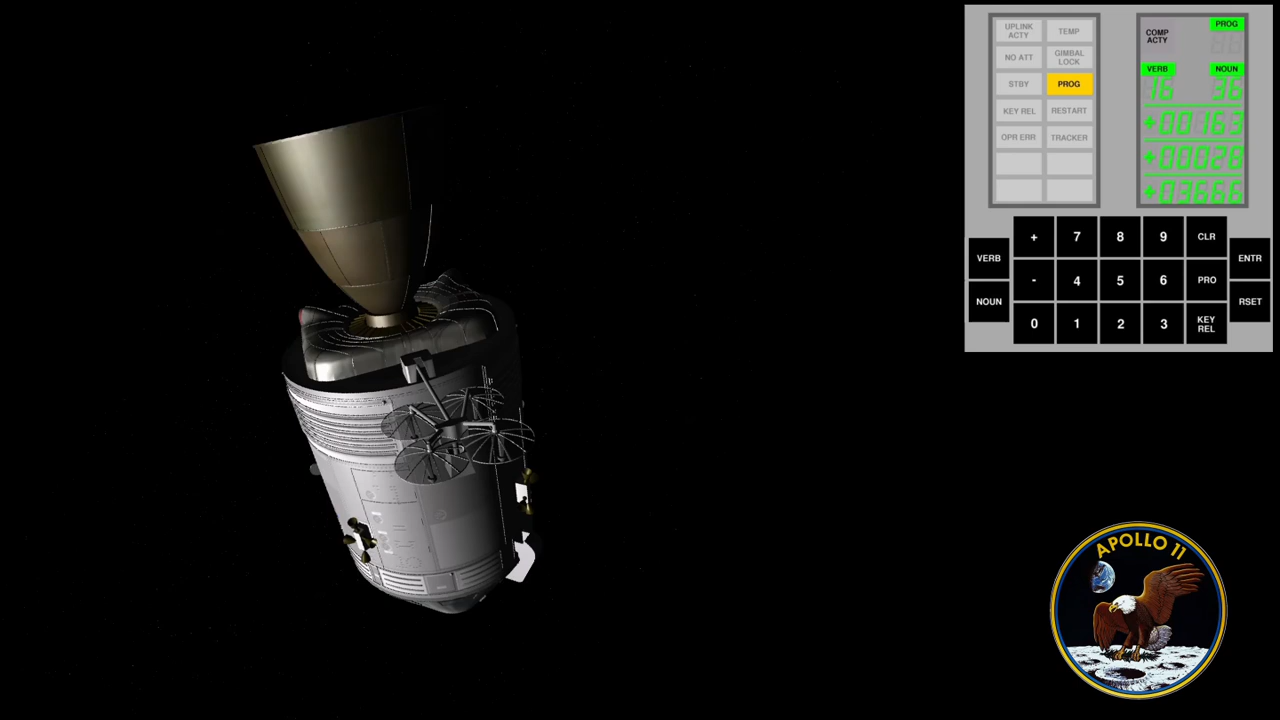 UPLINK ACTY
TEMP
NO ATT
GIMBAL LOCK
STBY
PROG
KEY REL
RESTART
OPR ERR
TRACKER
COMP ACTY
PROG
VERB
NOUN
16
36
+00163
+00028
+03666
VERB
NOUN
+ 7 8 9 CLR
- 4 5 6 PRO
0 1 2 3 KEY REL
ENTR
RSET
APOLLO 11